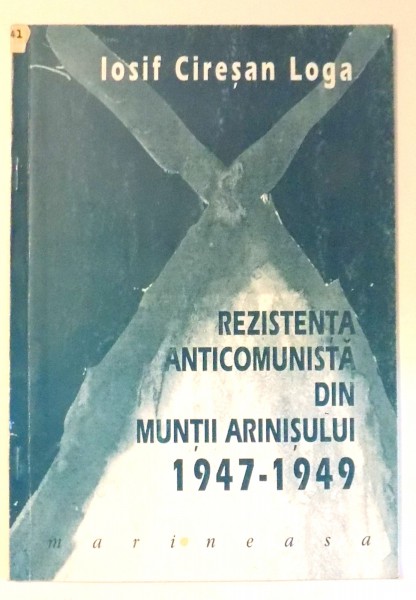 41
Iosif Cireșan Loga
REZISTENȚA
ANTICOMUNISTĂ
DIN
MUNȚII ARINIȘULUI
1947-1949
marineasa